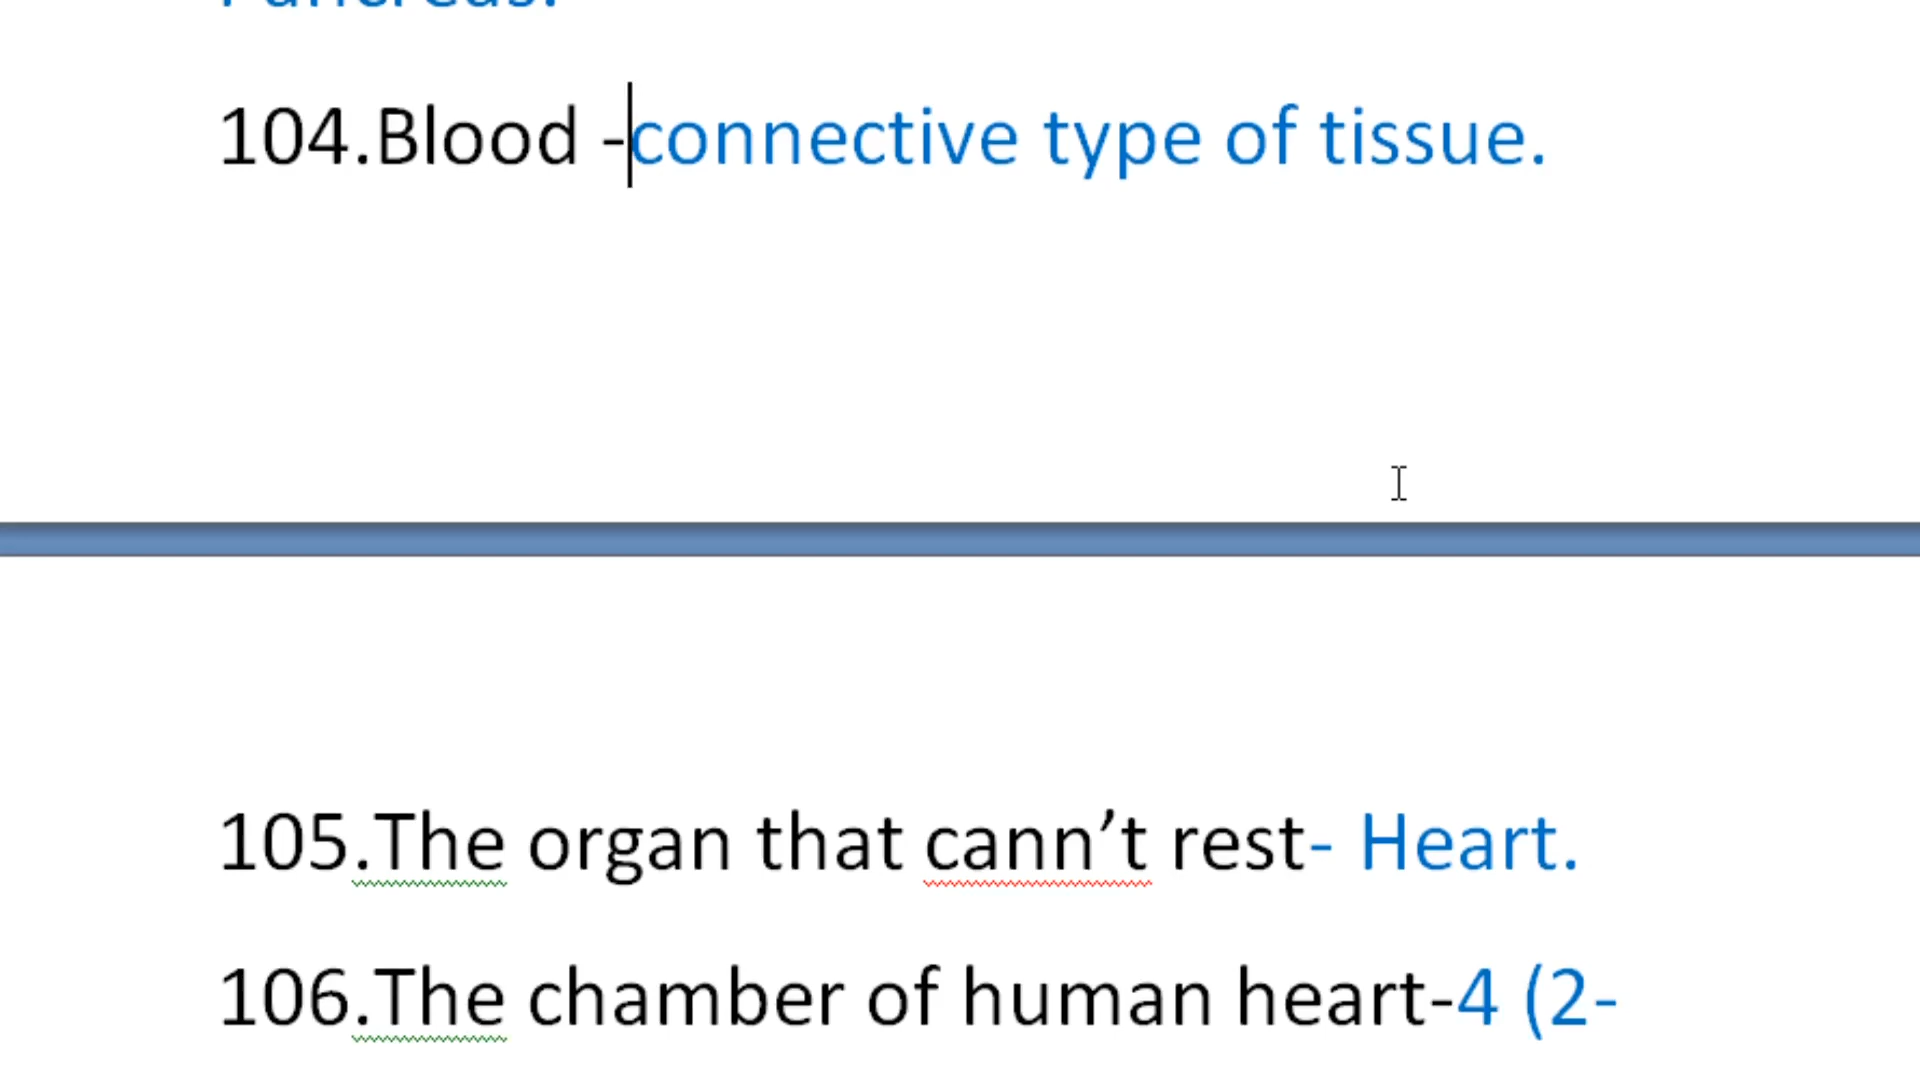 Pancreas.
104.Blood -connective type of tissue.
105.The organ that cann’t rest- Heart.
106.The chamber of human heart-4 (2-